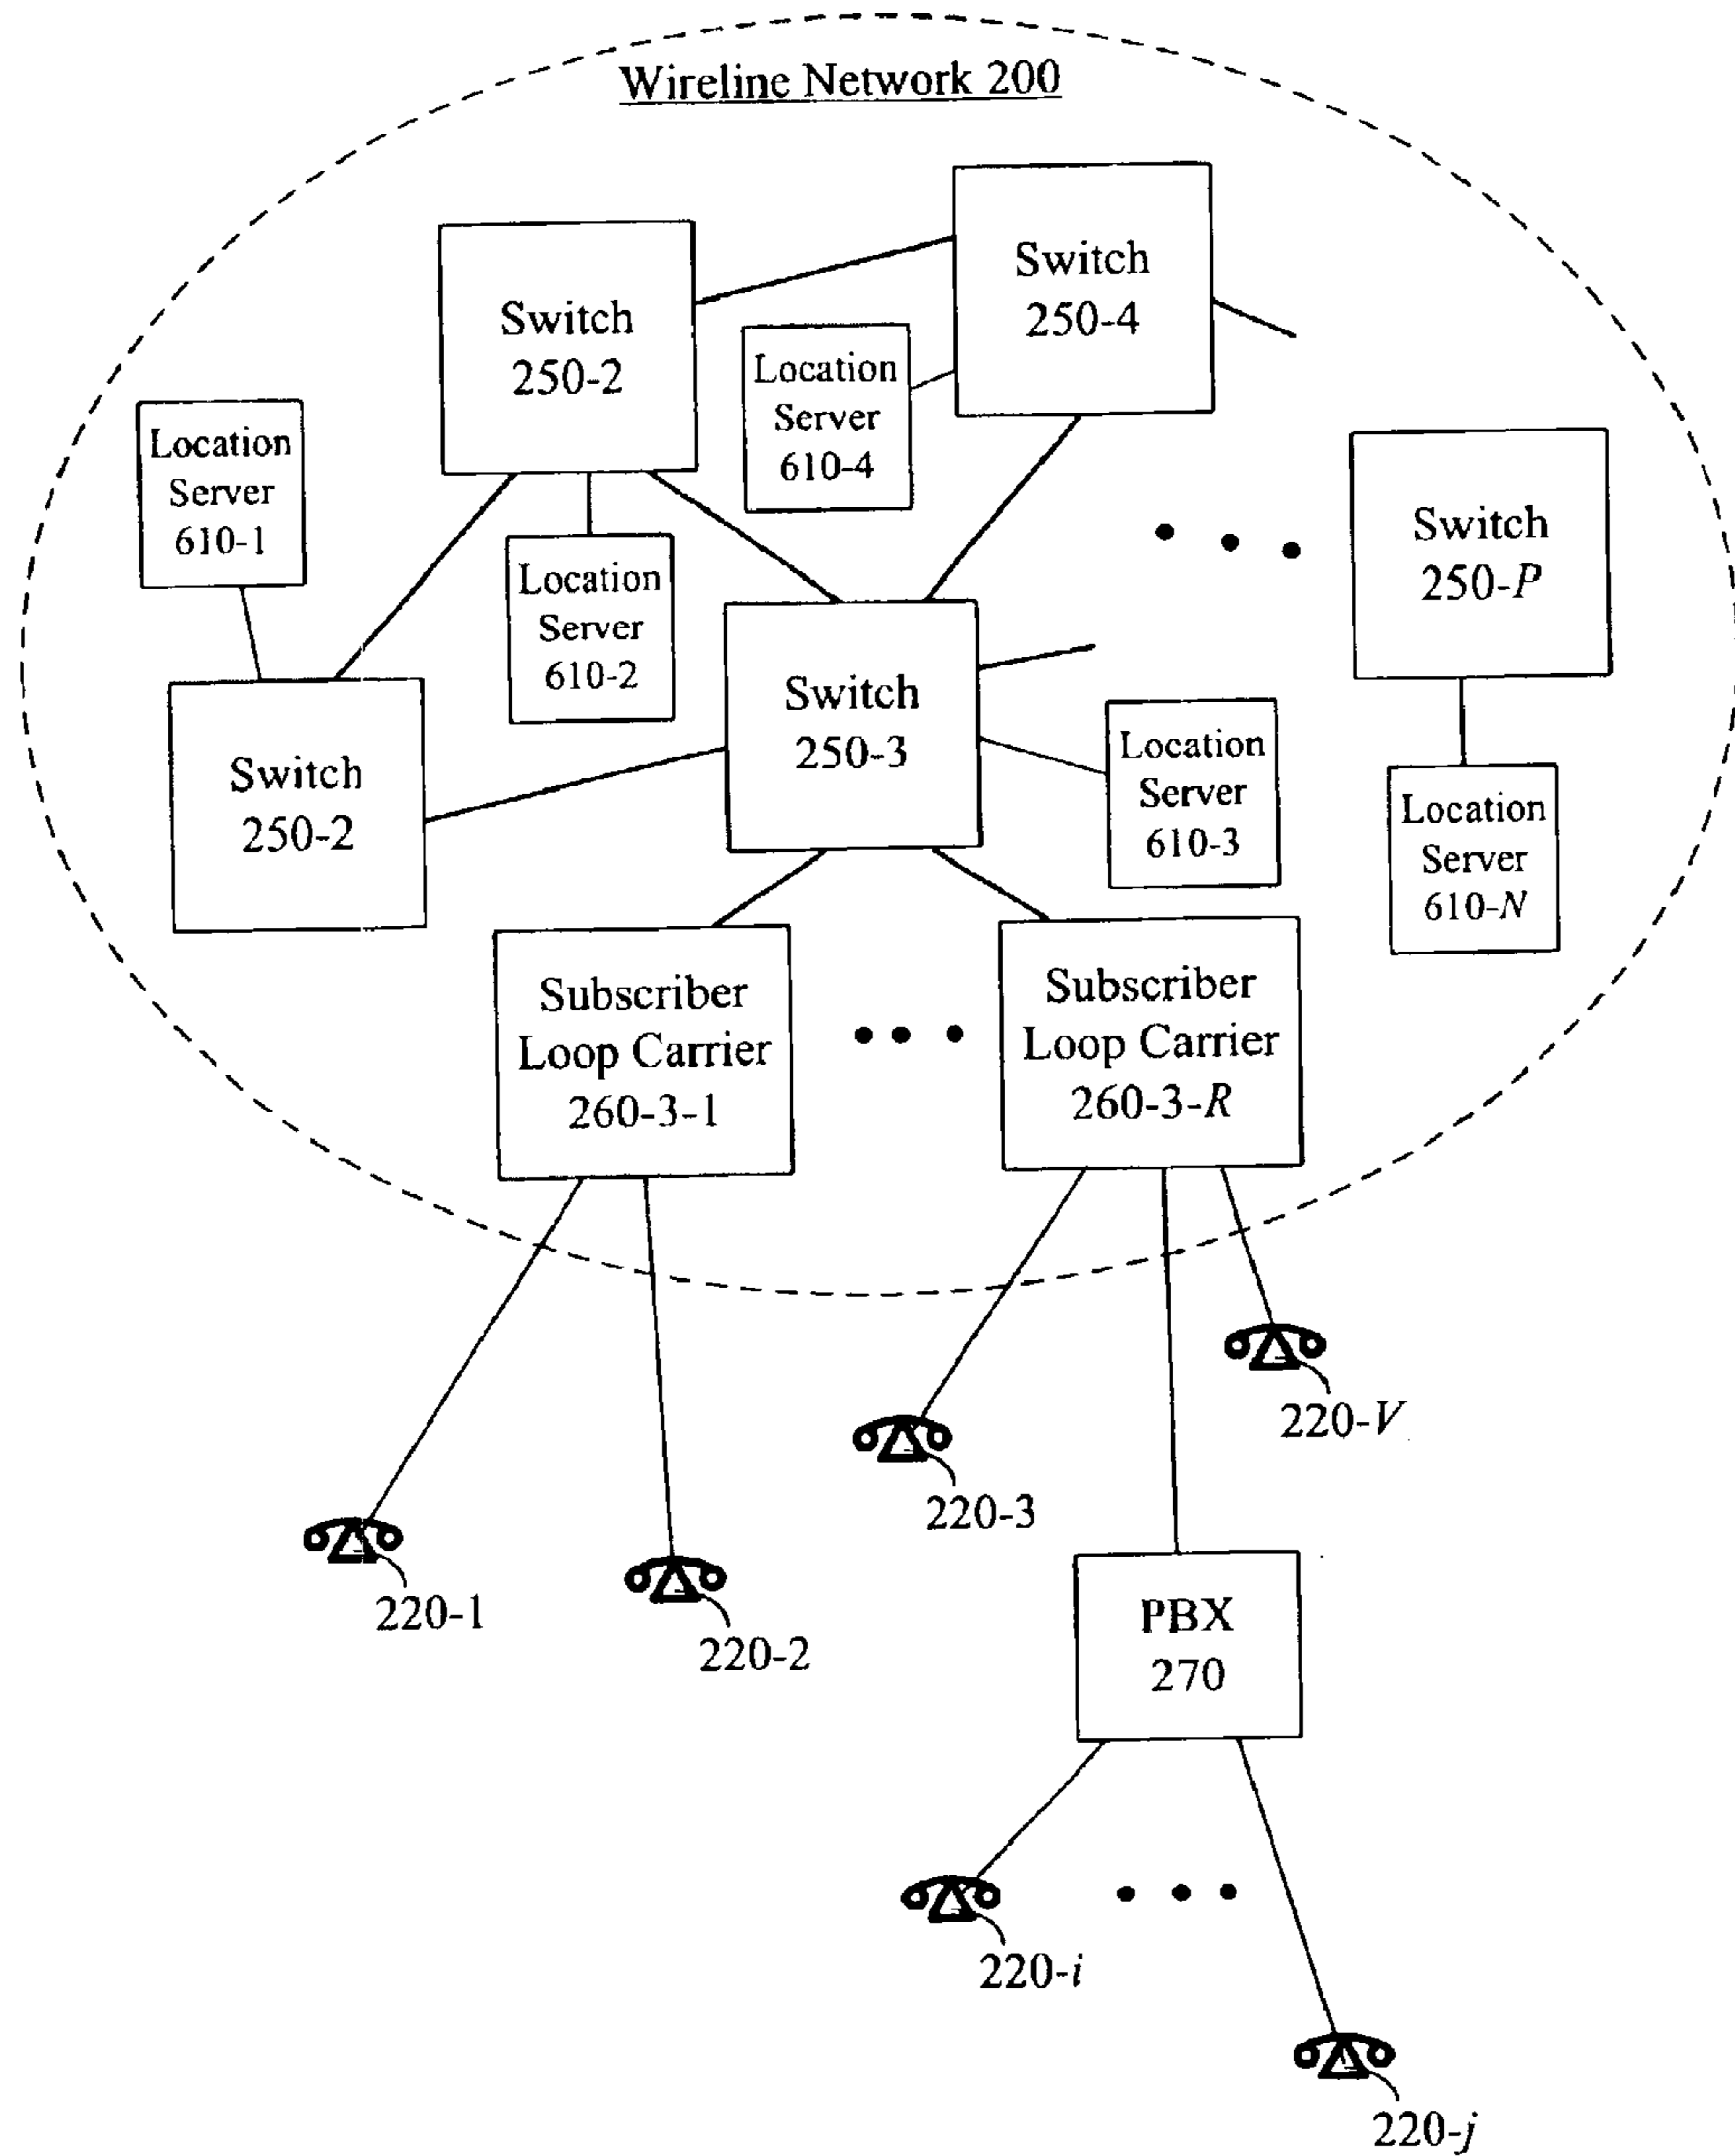 Wireline Network 200
Switch
250-4
Switch
250-2
Location
Server
610-4
Location
Server
610-1
Switch
250-P
Location
Server
610-2
Switch
250-3
Switch
250-2
Location
Server
610-3
Location
Server
610-N
Subscriber
Loop Carrier
260-3-1
Subscriber
Loop Carrier
260-3-R
220-V
220-3
220-1
220-2
PBX
270
220-i
220-j